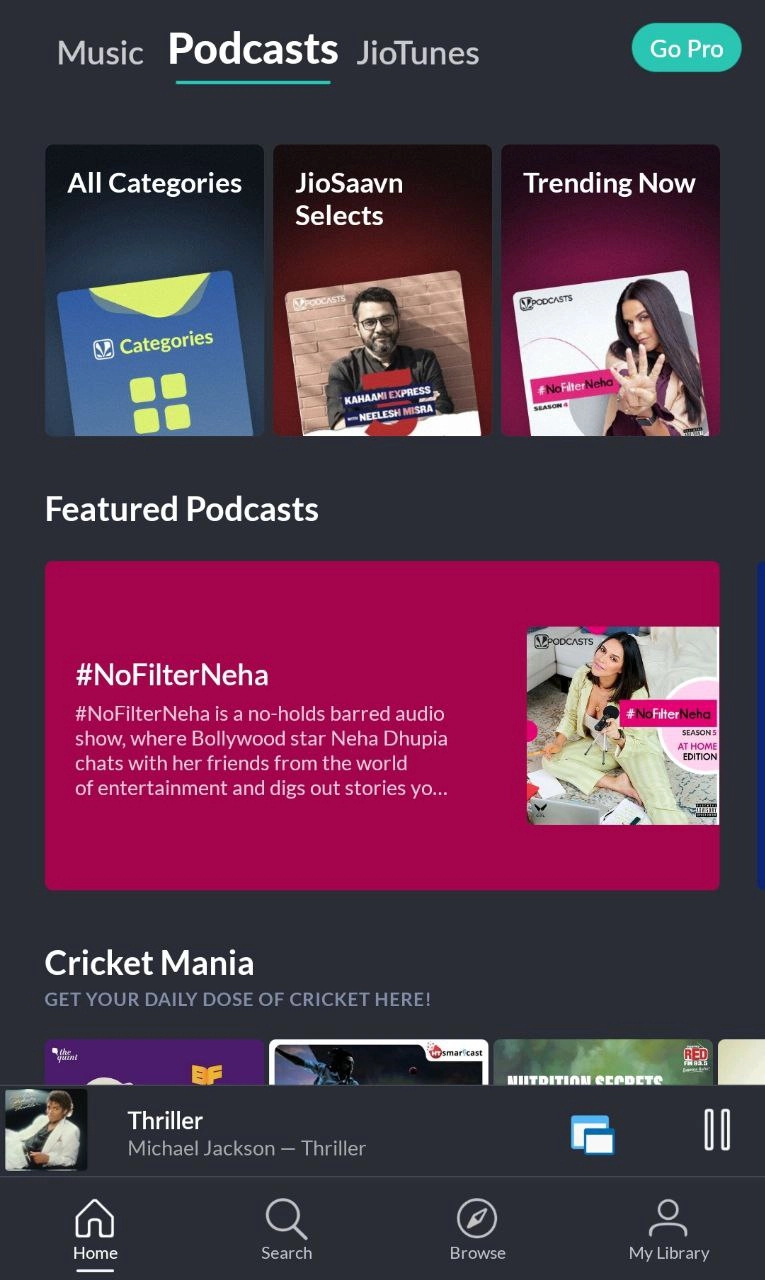 Music Podcasts JioTunes Go Pro
All Categories
Categories
JioSaavn
Selects
PODCASTS
KAHAANI EXPRESS
WITH NEELESH MISRA
Trending Now
PODCASTS
#NoFilterNeha
SEASON 4
Featured Podcasts
#NoFilterNeha
#NoFilterNeha is a no-holds barred audio
show, where Bollywood star Neha Dhupia
chats with her friends from the world
of entertainment and digs out stories yo...
PODCASTS
#NoFilterNeha
SEASON 5
AT HOME
EDITION
Cricket Mania
GET YOUR DAILY DOSE OF CRICKET HERE!
the
quint
BF
HT smartcast
RED
FM 93.5
NUTRITION SECRETS
Thriller
Michael Jackson — Thriller
Home Search Browse My Library